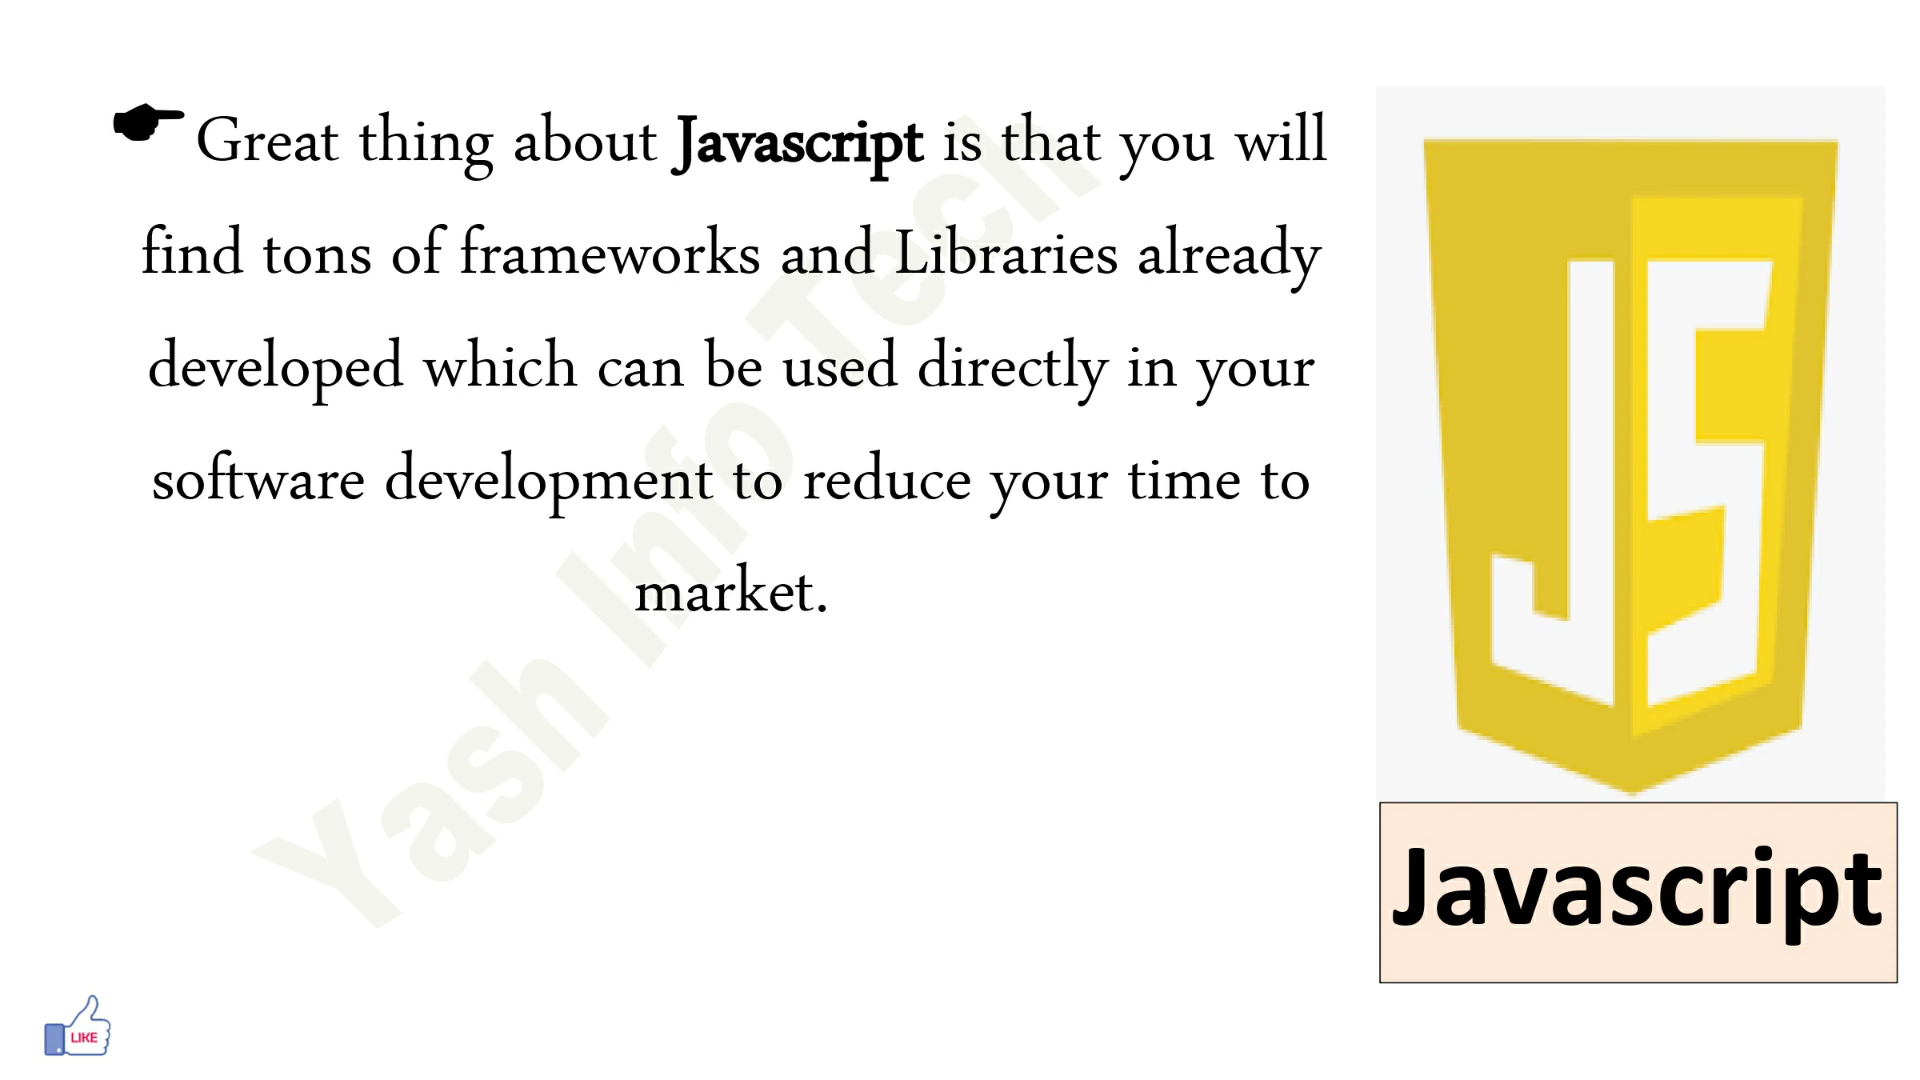 Great thing about Javascript is that you will
find tons of frameworks and Libraries already
developed which can be used directly in your
software development to reduce your time to
market.
Yash Info Tech
JS
Javascript
LIKE